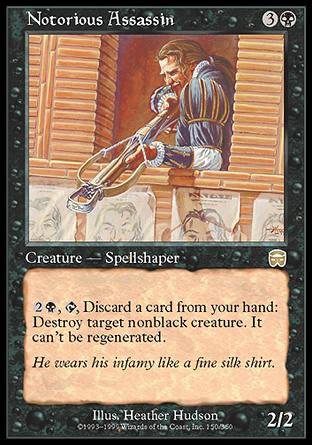 Notorious Assassin 3
Creature — Spellshaper
2, , Discard a card from your hand:
Destroy target nonblack creature. It
can't be regenerated.
He wears his infamy like a fine silk shirt.
Illus. Heather Hudson
©1993–1999 Wizards of the Coast, Inc. 150/350
2/2